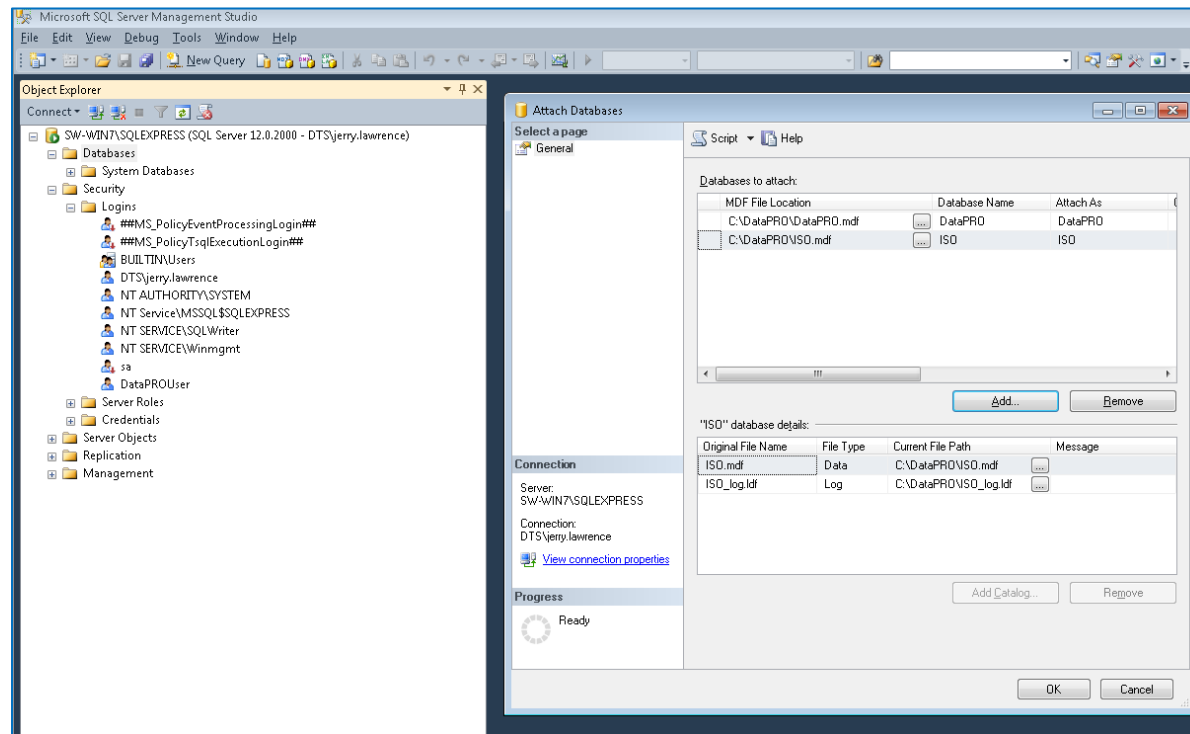 Microsoft SQL Server Management Studio
File Edit View Debug Tools Window Help
New Query
Object Explorer
Connect
SW-WIN7\SQLEXPRESS (SQL Server 12.0.2000 - DTS\jerry.lawrence)
Databases
System Databases
Security
Logins
##MS_PolicyEventProcessingLogin##
##MS_PolicyTsqlExecutionLogin##
BUILTIN\Users
DTS\jerry.lawrence
NT AUTHORITY\SYSTEM
NT Service\MSSQL$SQLEXPRESS
NT SERVICE\SQLWriter
NT SERVICE\Winmgmt
sa
DataPROUser
Server Roles
Credentials
Server Objects
Replication
Management
Attach Databases
Select a page
General
Script Help
Databases to attach:
MDF File Location Database Name Attach As
C:\DataPRO\DataPRO.mdf ... DataPRO DataPRO
C:\DataPRO\ISO.mdf ... ISO ISO
Add... Remove
"ISO" database details:
Original File Name File Type Current File Path Message
ISO.mdf Data C:\DataPRO\ISO.mdf ...
ISO_log.ldf Log C:\DataPRO\ISO_log.ldf ...
Add Catalog... Remove
Connection
Server:
SW-WIN7\SQLEXPRESS
Connection:
DTS\jerry.lawrence
View connection properties
Progress
Ready
OK Cancel